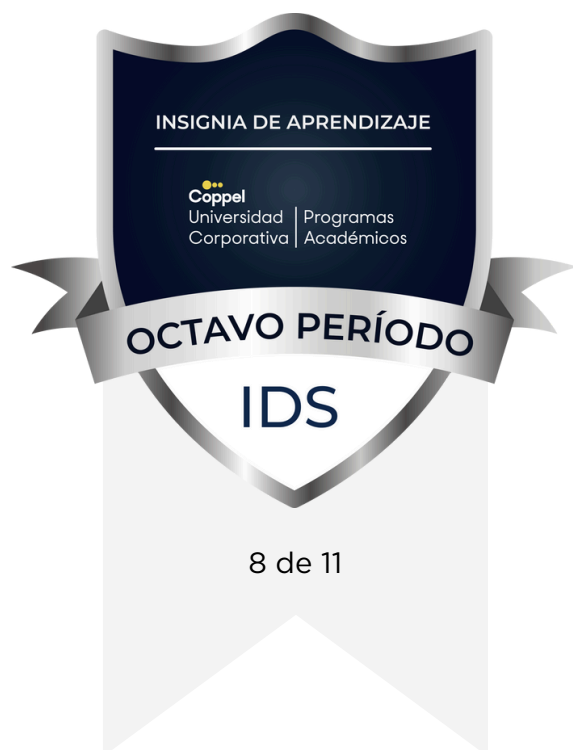 INSIGNIA DE APRENDIZAJE
Coppel
Universidad | Programas
Corporativa | Académicos
OCTAVO PERÍODO
IDS
8 de 11